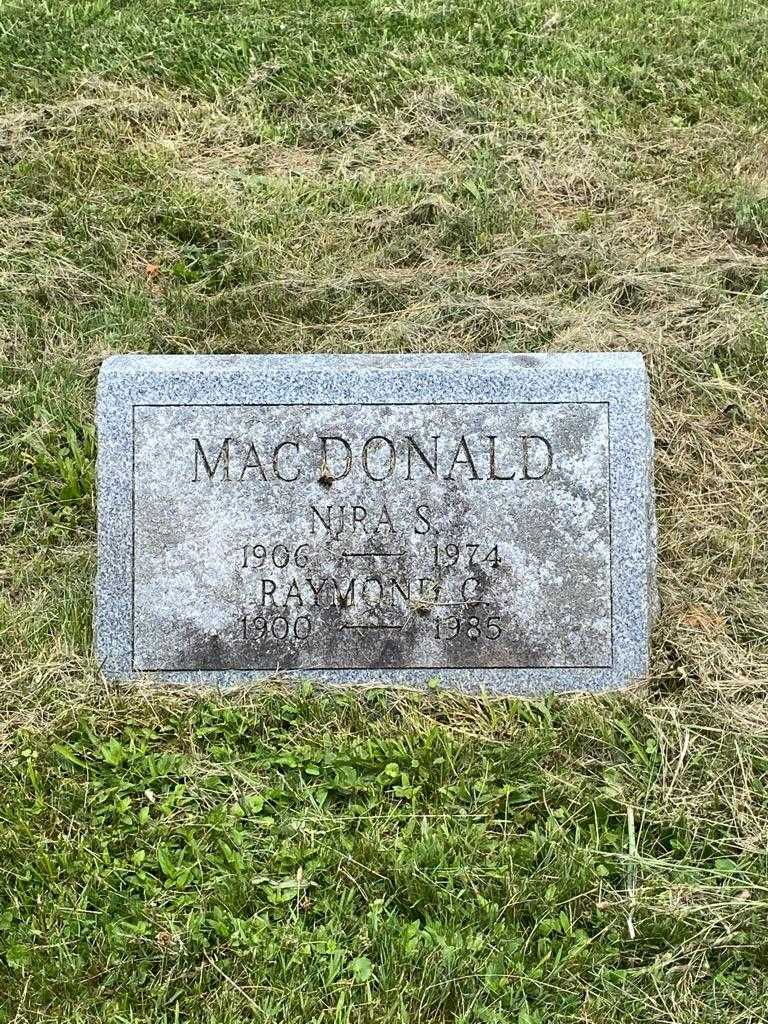 MACDONALD
NIRA S.
1906 — 1974
RAYMOND C.
1900 — 1985